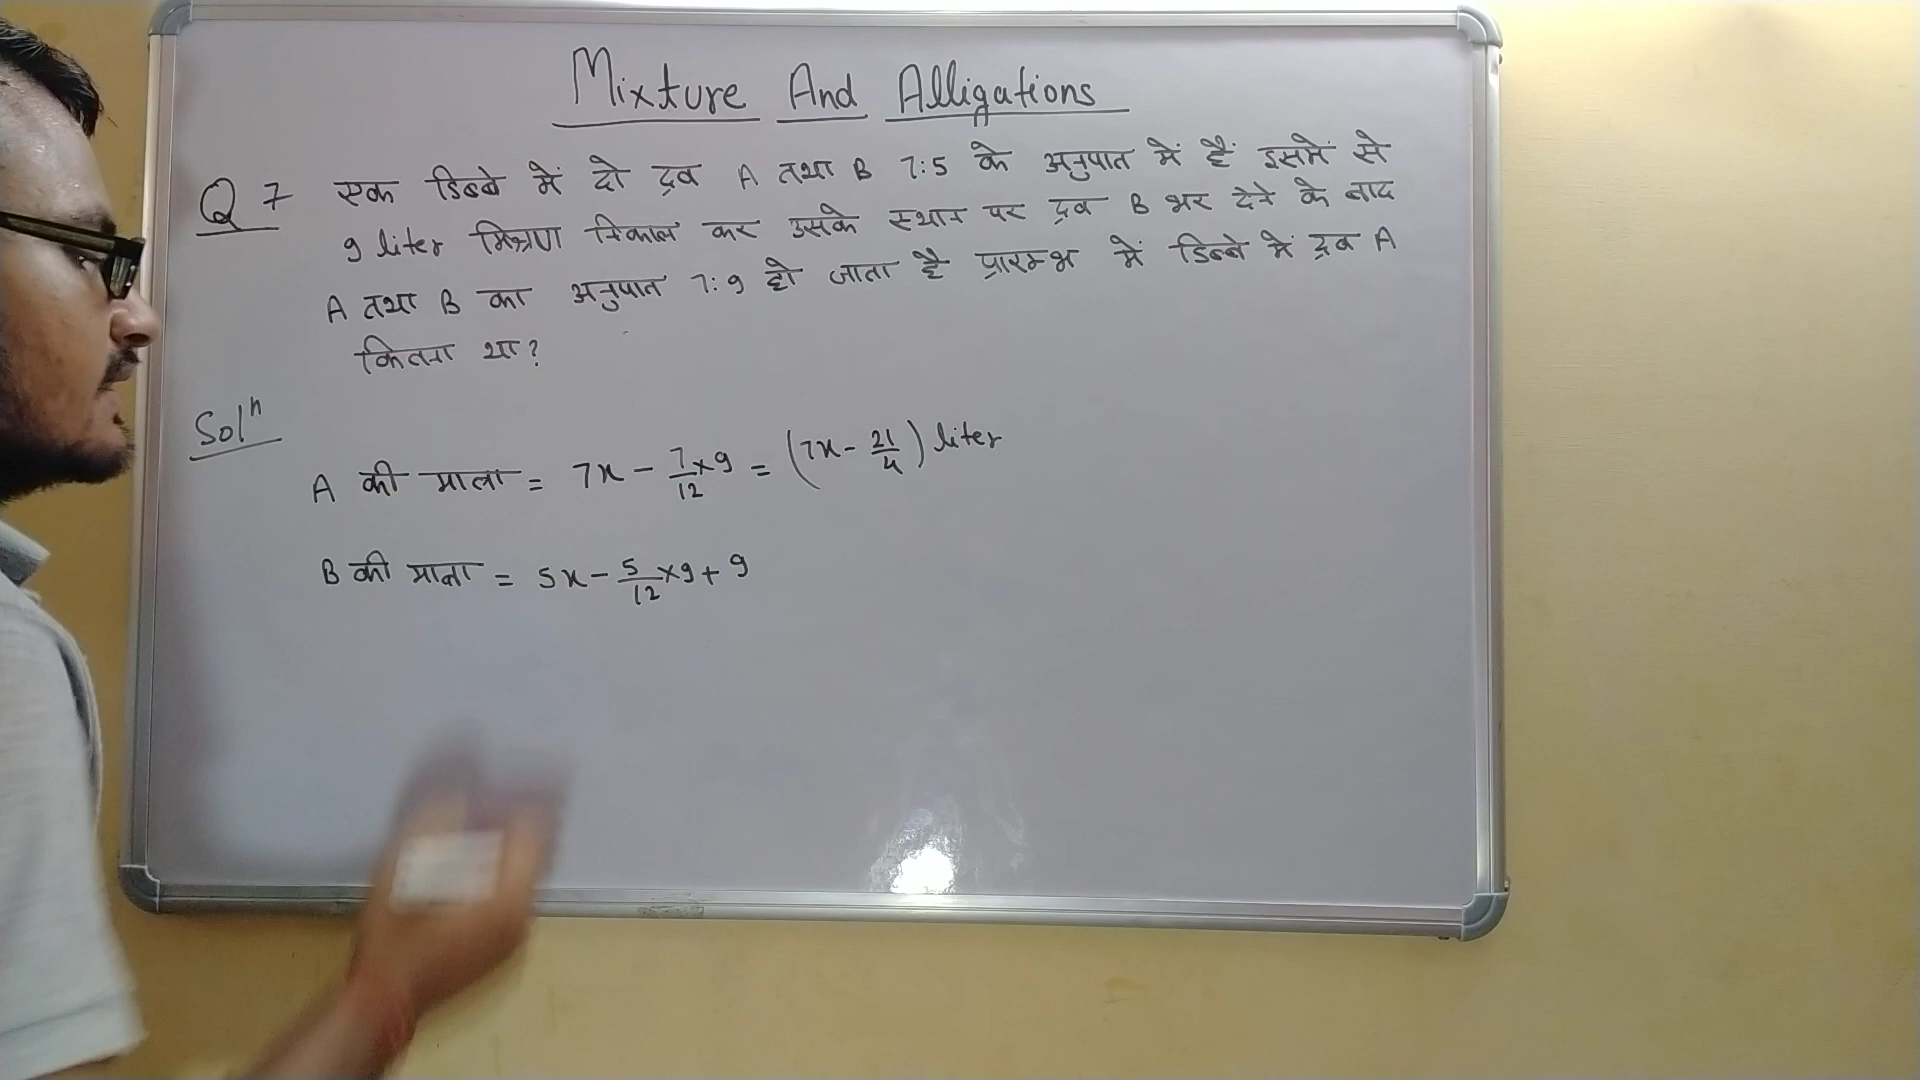 Mixture And Alligations
Q 7 एक डिब्बे में दो द्रव A तथा B 7:5 के अनुपात में हैं इसमें से
9 liter मिश्रण निकाल कर उसके स्थान पर द्रव B भर देने के बाद
A तथा B का अनुपात 7:9 हो जाता है प्रारम्भ में डिब्बे में द्रव A
कितना था?
Solⁿ
A की मात्रा = 7x - 7/12 x 9 = (7x - 21/4) liter
B की मात्रा = 5x - 5/12 x 9 + 9